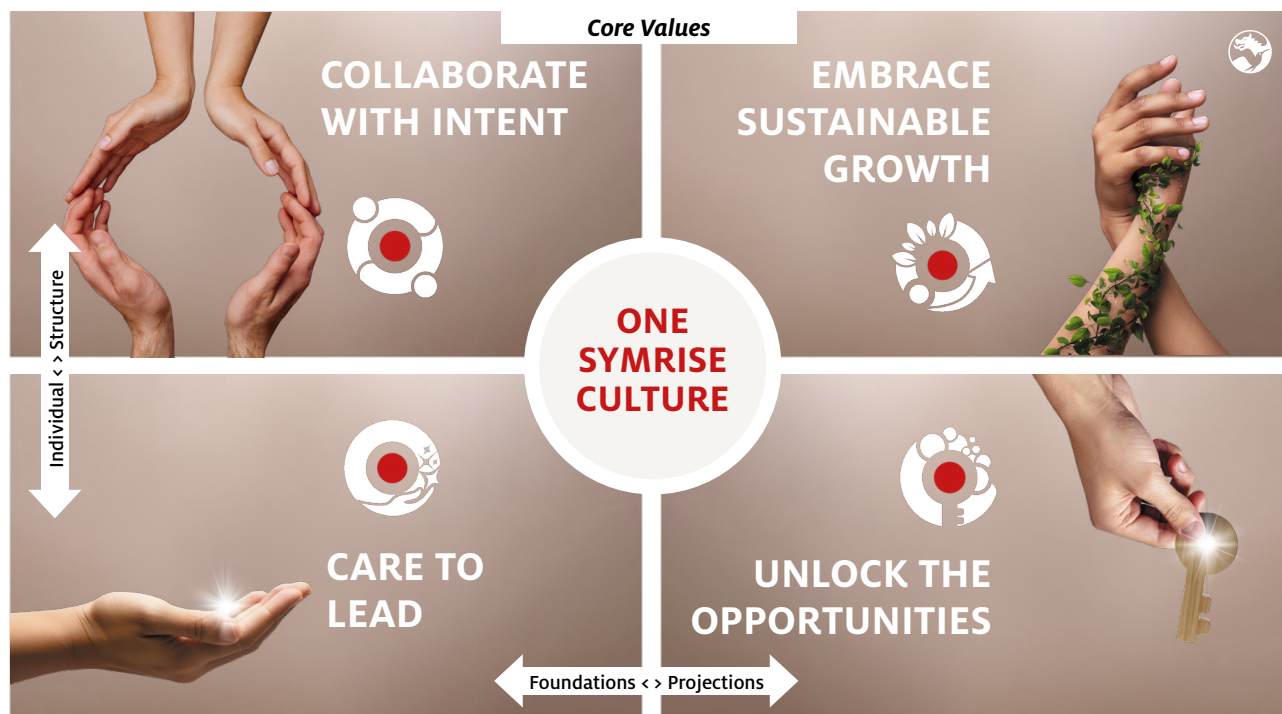 Core Values
COLLABORATE
WITH INTENT
EMBRACE
SUSTAINABLE
GROWTH
Individual < > Structure
ONE
SYMRISE
CULTURE
CARE TO
LEAD
UNLOCK THE
OPPORTUNITIES
Foundations < > Projections